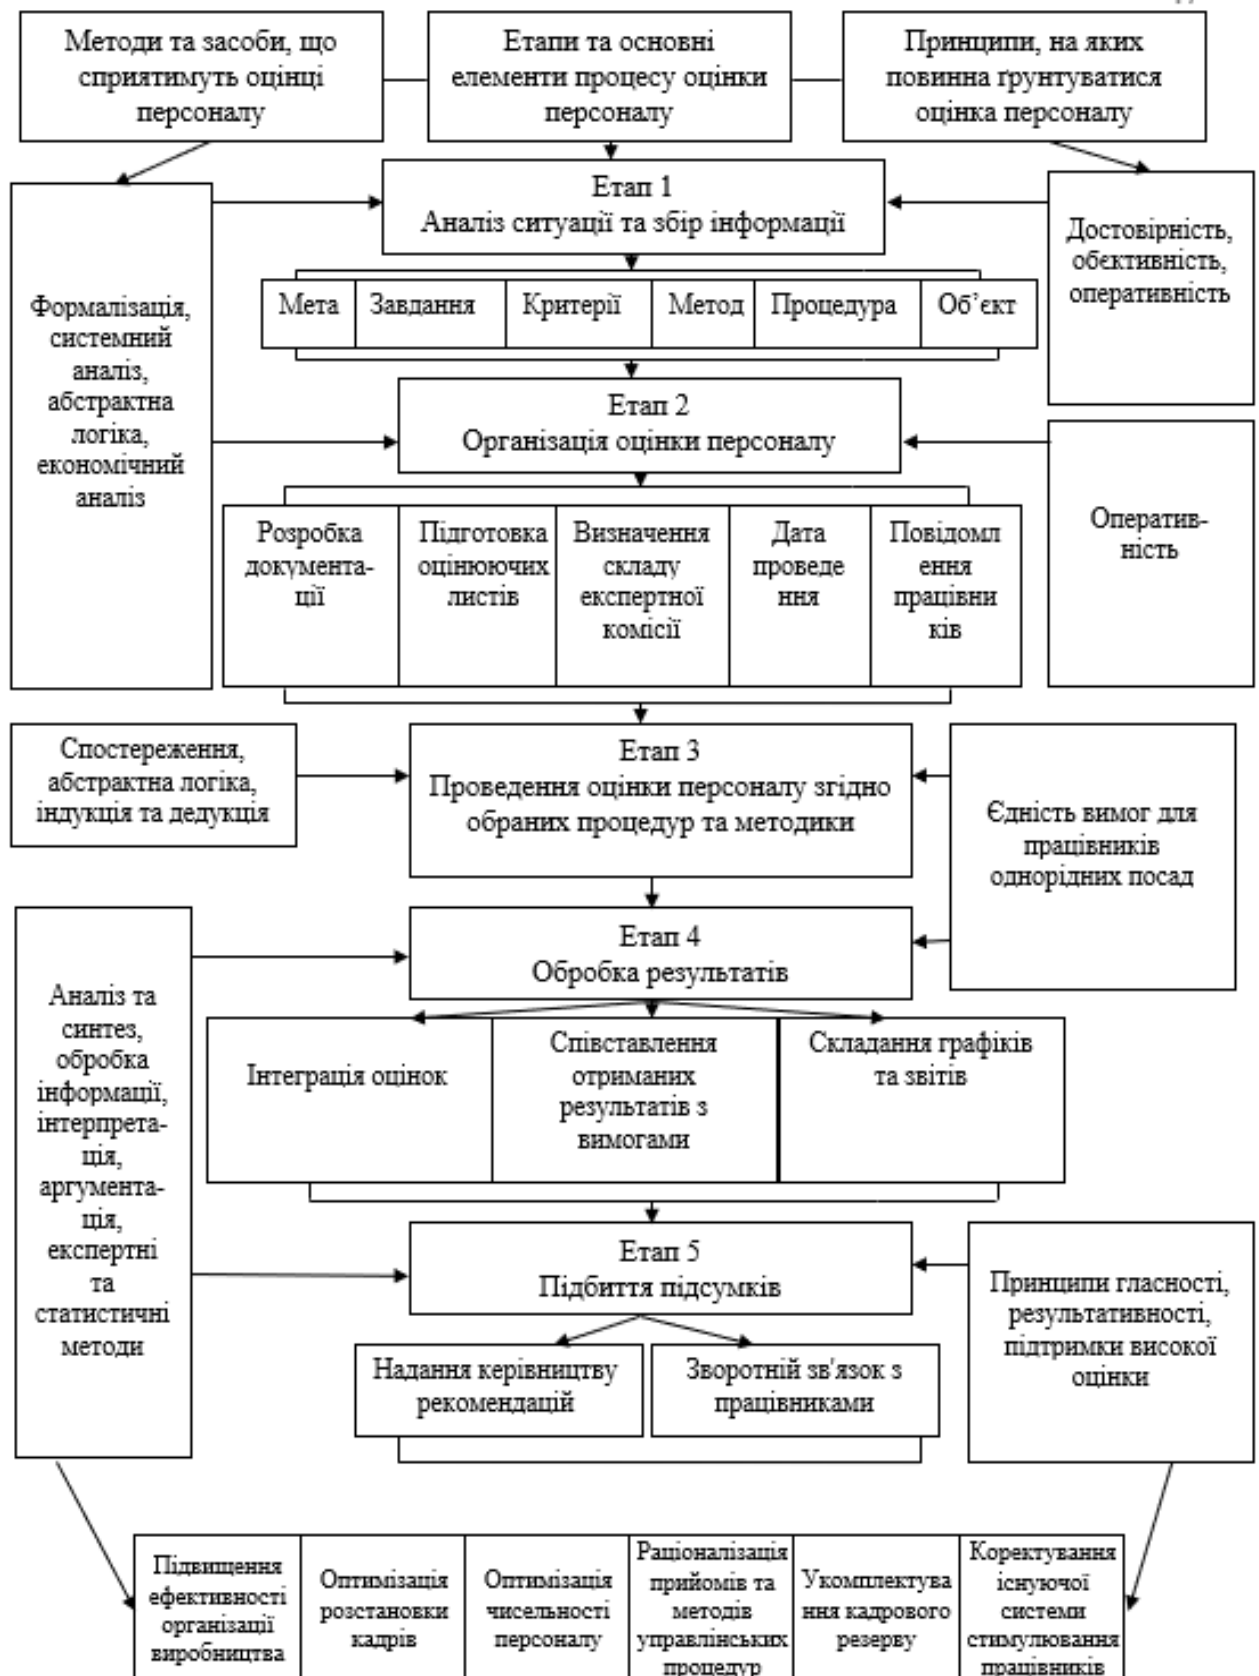 Методи та засоби, що
сприятимуть оцінці
персоналу
Етапи та основні
елементи процесу оцінки
персоналу
Принципи, на яких
повинна ґрунтуватися
оцінка персоналу
Етап 1
Аналіз ситуації та збір інформації
Формалізація,
системний
аналіз,
абстрактна
логіка,
економічний
аналіз
Достовірність,
обєктивність,
оперативність
Мета
Завдання
Критерії
Метод
Процедура
Об’єкт
Етап 2
Організація оцінки персоналу
Оператив-
ність
Розробка
документа-
ції
Підготовка
оцінюючих
листів
Визначення
складу
експертної
комісії
Дата
проведе
ння
Повідомл
ення
працівни
ків
Спостереження,
абстрактна логіка,
індукція та дедукція
Етап 3
Проведення оцінки персоналу згідно
обраних процедур та методики
Єдність вимог для
працівників
однорідних посад
Етап 4
Обробка результатів
Аналіз та
синтез,
обробка
інформації,
інтерпрета-
ція,
аргумента-
ція,
експертні
та
статистичні
методи
Інтеграція оцінок
Співставлення
отриманих
результатів з
вимогами
Складання графіків
та звітів
Етап 5
Підбиття підсумків
Принципи гласності,
результативності,
підтримки високої
оцінки
Надання керівництву
рекомендацій
Зворотній зв'язок з
працівниками
Підвищення
ефективності
організації
виробництва
Оптимізація
розстановки
кадрів
Оптимізація
чисельності
персоналу
Раціоналізація
прийомів та
методів
управлінських
процедур
Укомплектува
ння кадрового
резерву
Коректування
існуючої
системи
стимулювання
працівників